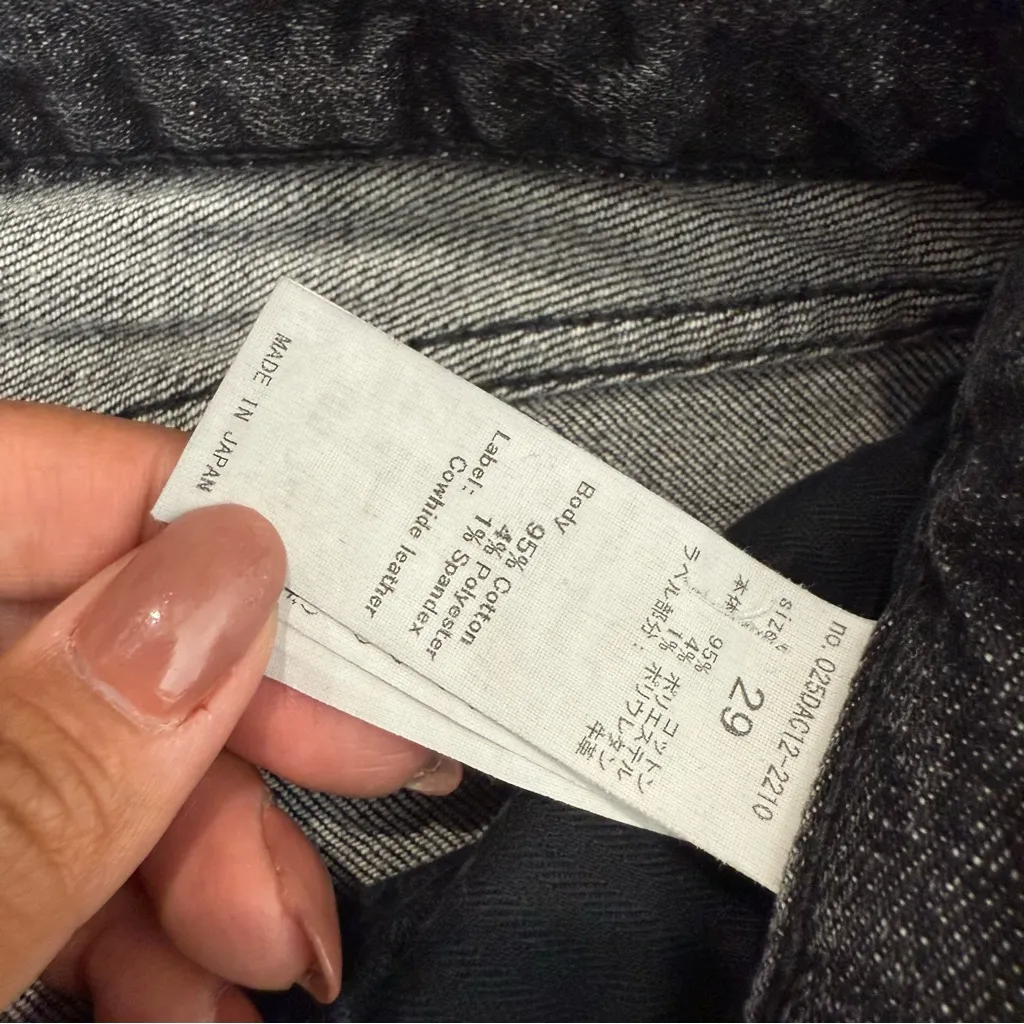 no. 025DAC12-2210
size 29
本体 95% コットン
4% ポリエステル
1% ポリウレタン
ラベル部分: 牛革
Body
95% Cotton
4% Polyester
1% Spandex
Label:
Cowhide leather
MADE IN JAPAN